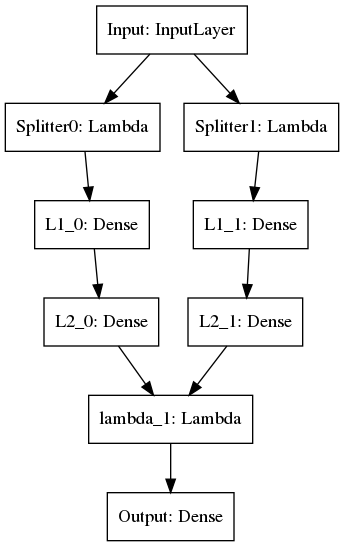 Input: InputLayer
Splitter0: Lambda
Splitter1: Lambda
L1_0: Dense
L1_1: Dense
L2_0: Dense
L2_1: Dense
lambda_1: Lambda
Output: Dense